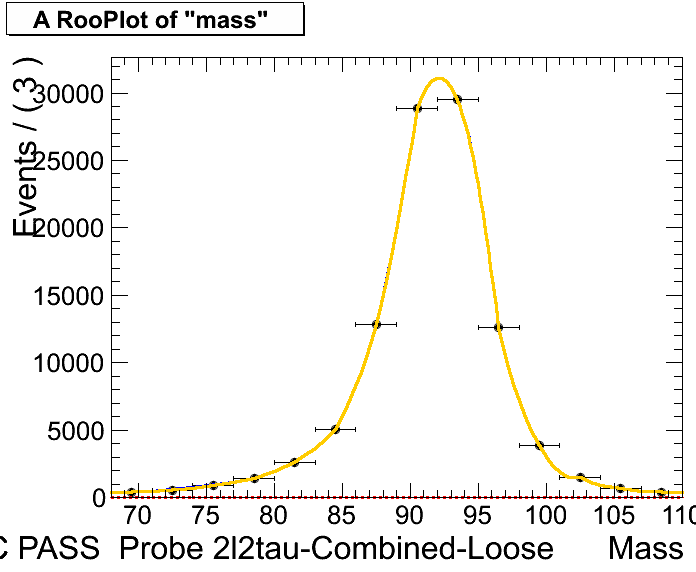 A RooPlot of "mass"
Events / ( 3 )
30000
25000
20000
15000
10000
5000
0
70 75 80 85 90 95 100 105 110
C PASS Probe 2l2tau-Combined-Loose Mass